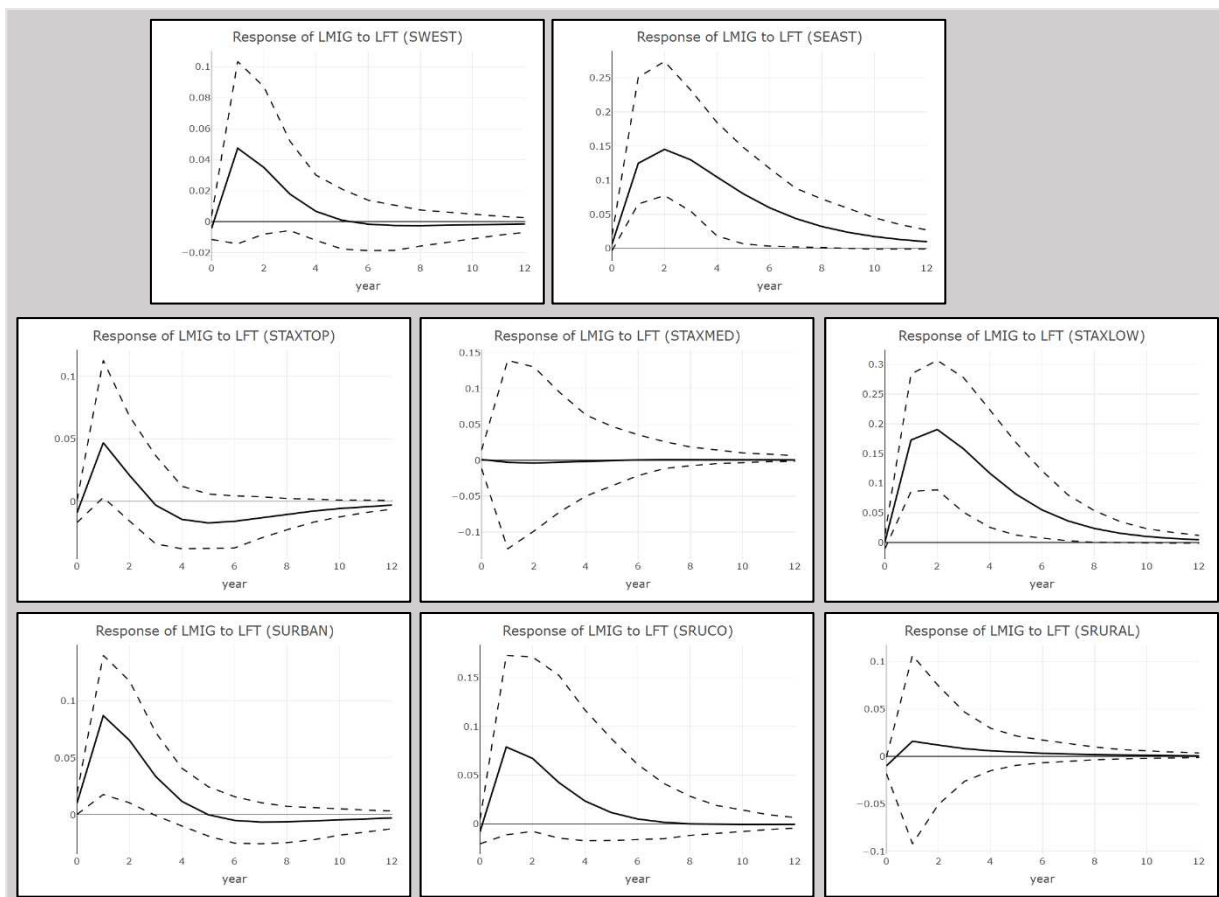 Response of LMIG to LFT (SWEST)
0.1
0.08
0.06
0.04
0.02
0
−0.02
0 2 4 6 8 10 12
year
Response of LMIG to LFT (SEAST)
0.25
0.2
0.15
0.1
0.05
0
0 2 4 6 8 10 12
year
Response of LMIG to LFT (STAXTOP)
0.1
0.05
0
0 2 4 6 8 10 12
year
Response of LMIG to LFT (STAXMED)
0.15
0.1
0.05
0
−0.05
−0.1
0 2 4 6 8 10 12
year
Response of LMIG to LFT (STAXLOW)
0.3
0.25
0.2
0.15
0.1
0.05
0
0 2 4 6 8 10 12
year
Response of LMIG to LFT (SURBAN)
0.1
0.05
0
0 2 4 6 8 10 12
year
Response of LMIG to LFT (SRUCO)
0.15
0.1
0.05
0
0 2 4 6 8 10 12
year
Response of LMIG to LFT (SRURAL)
0.1
0.05
0
−0.05
−0.1
0 2 4 6 8 10 12
year